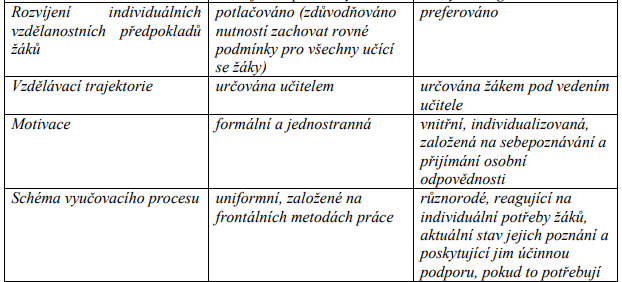 Rozvíjení individuálních vzdělanostních předpokladů žáků
potlačováno (zdůvodňováno nutností zachovat rovné podmínky pro všechny učící se žáky)
preferováno
Vzdělávací trajektorie
určována učitelem
určována žákem pod vedením učitele
Motivace
formální a jednostranná
vnitřní, individualizovaná, založená na sebepoznávání a přijímání osobní odpovědnosti
Schéma vyučovacího procesu
uniformní, založené na frontálních metodách práce
různorodé, reagující na individuální potřeby žáků, aktuální stav jejich poznání a poskytující jim účinnou podporu, pokud to potřebují